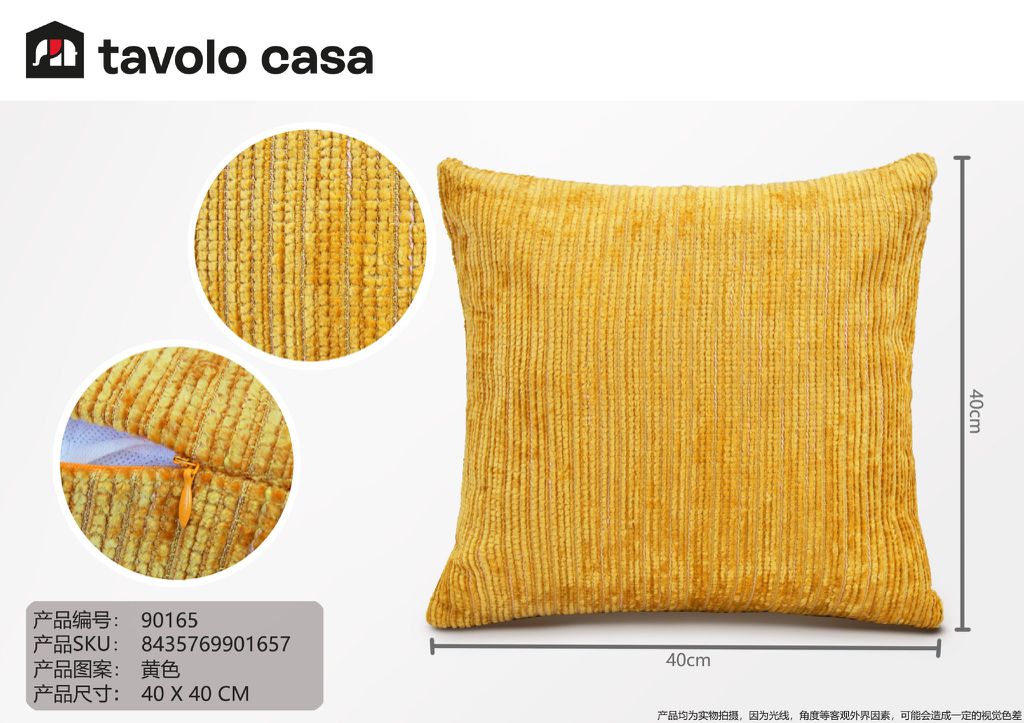 tavolo casa
40cm
40cm
产品编号： 90165
产品SKU： 8435769901657
产品图案： 黄色
产品尺寸： 40 X 40 CM
产品均为实物拍摄，因为光线，角度等客观外界因素，可能会造成一定的视觉色差